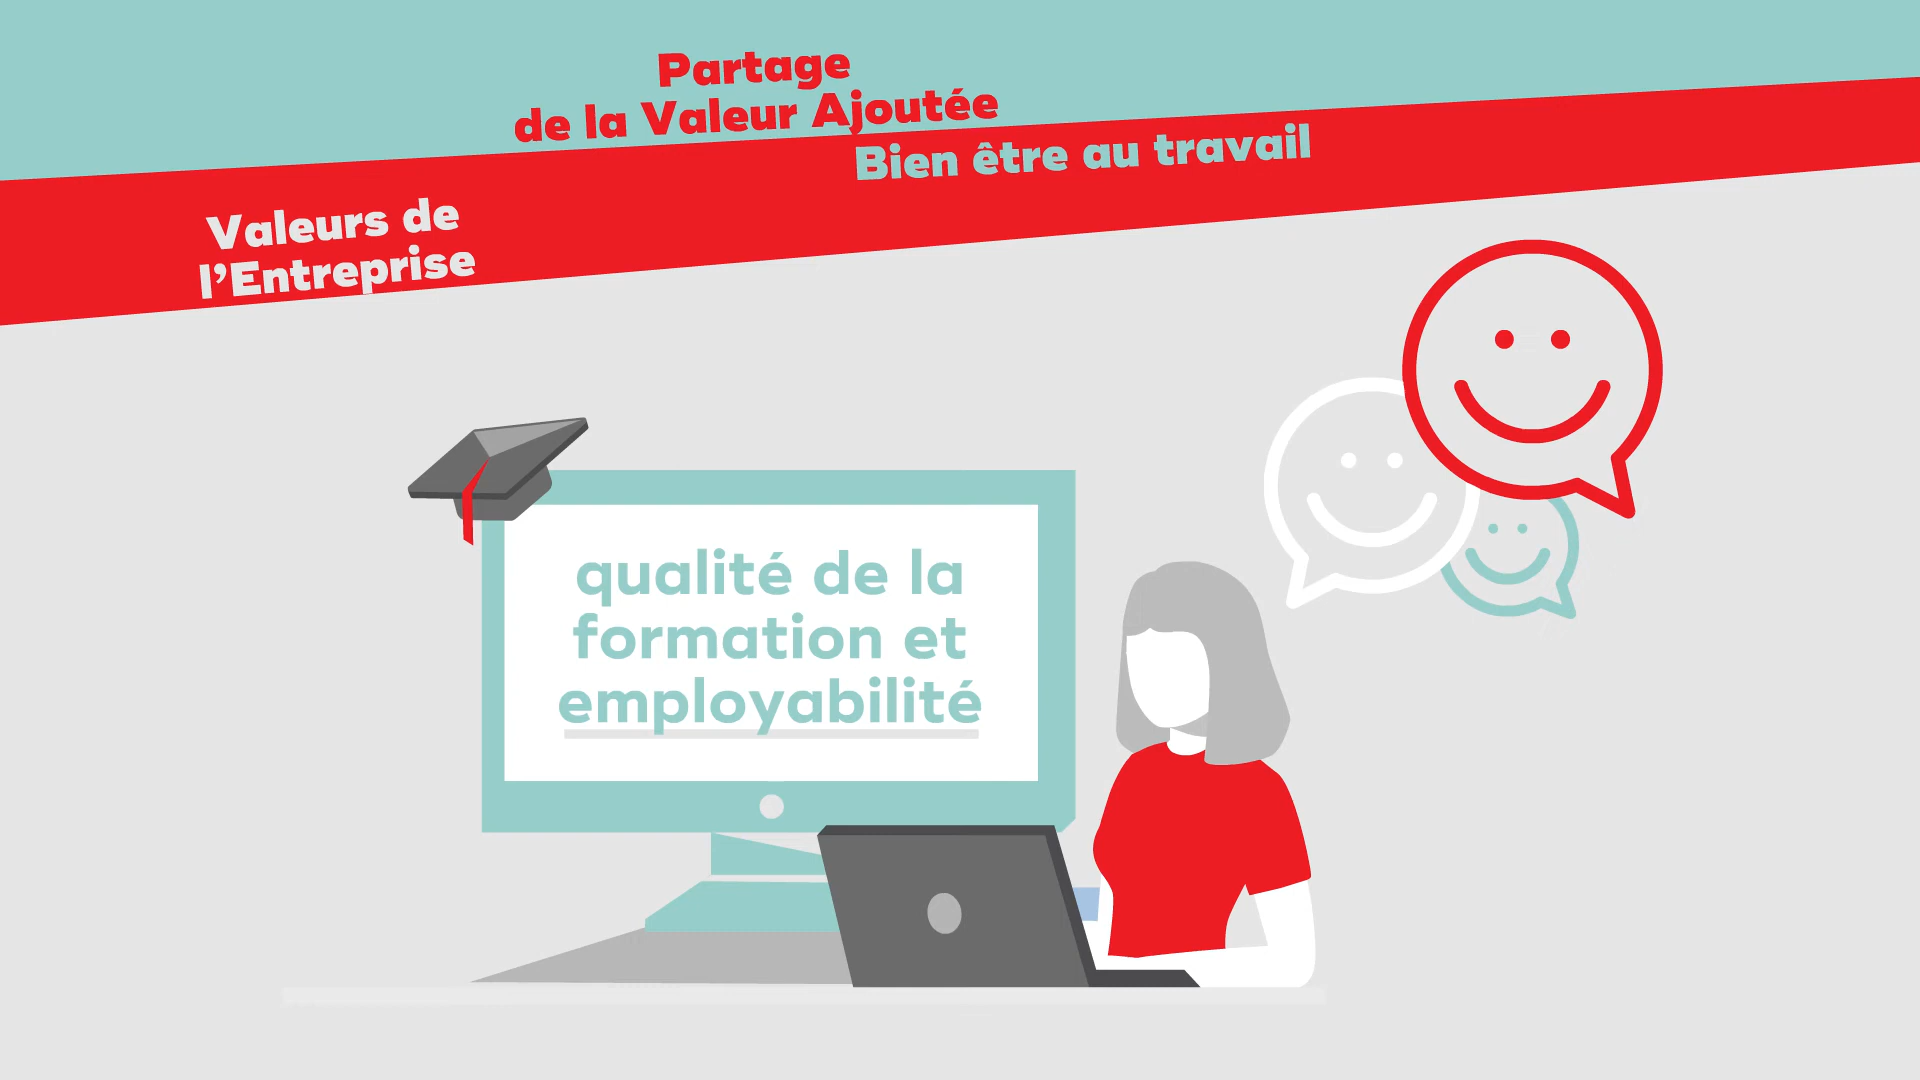 Partage
de la Valeur Ajoutée
Bien être au travail
Valeurs de
l’Entreprise
qualité de la
formation et
employabilité